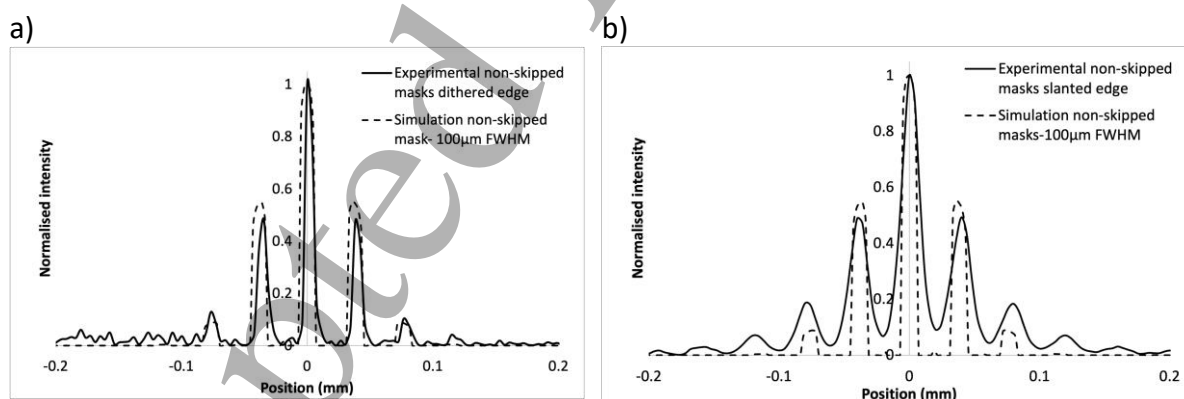 a)
Experimental non-skipped
masks dithered edge
Simulation non-skipped
mask- 100µm FWHM
Normalised intensity
1
0.8
0.6
0.4
0.2
0
-0.2
-0.1
0
0.1
0.2
Position (mm)
b)
Experimental non-skipped
masks slanted edge
Simulation non-skipped
masks-100µm FWHM
Normalised intensity
1
0.8
0.6
0.4
0.2
0
-0.2
-0.1
0
0.1
0.2
Position (mm)
pted